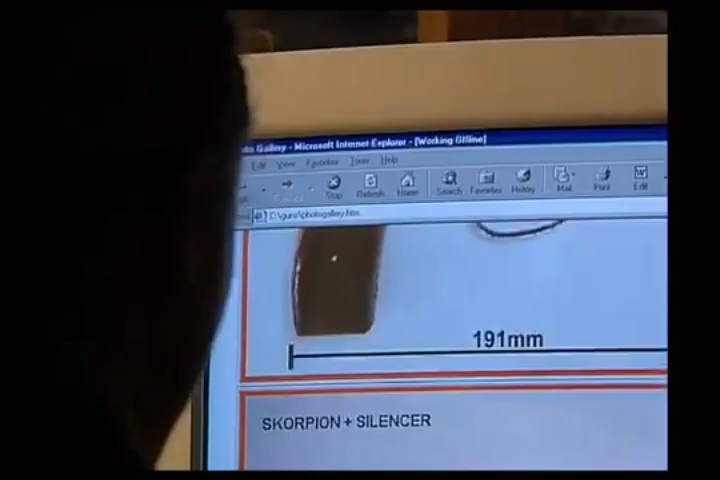 Gallery - Microsoft Internet Explorer - [Working Offline]
Edit View Favorites Tools Help
Stop Refresh Home Search Favorites History Mail Print Edit
D:\guns\photogallery.htm
191mm
SKORPION + SILENCER